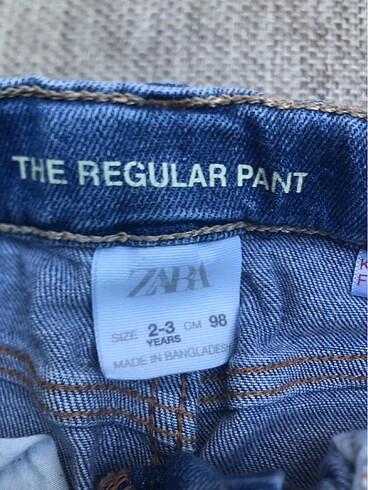 THE REGULAR PANT
ZARA
SIZE 2-3 YEARS CM 98
MADE IN BANGLADESH